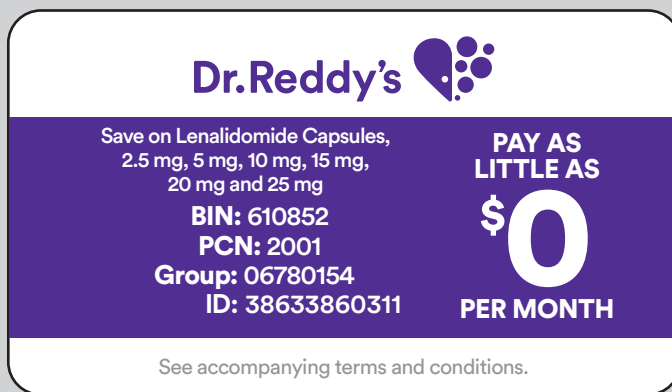 Dr.Reddy's
Save on Lenalidomide Capsules,
2.5 mg, 5 mg, 10 mg, 15 mg,
20 mg and 25 mg
BIN: 610852
PCN: 2001
Group: 06780154
ID: 38633860311
PAY AS
LITTLE AS
$0
PER MONTH
See accompanying terms and conditions.